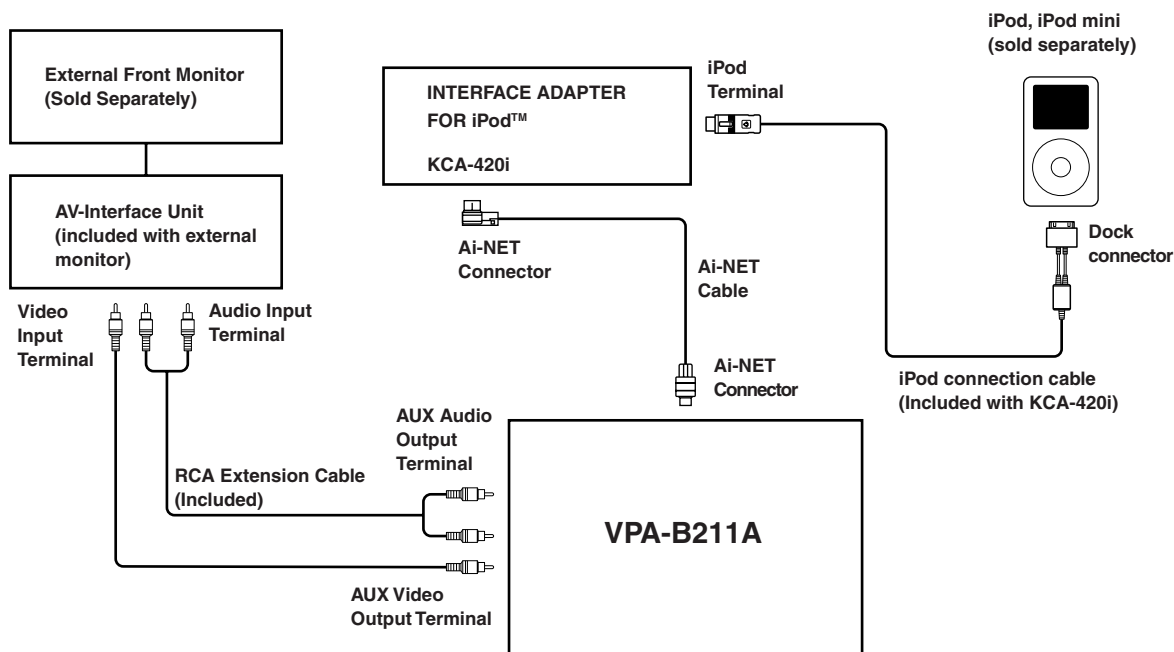 iPod, iPod mini
(sold separately)
External Front Monitor
(Sold Separately)
INTERFACE ADAPTER
FOR iPod™
KCA-420i
iPod
Terminal
AV-Interface Unit
(included with external
monitor)
Ai-NET
Connector
Ai-NET
Cable
Dock
connector
Video
Input
Terminal
Audio Input
Terminal
Ai-NET
Connector
iPod connection cable
(Included with KCA-420i)
AUX Audio
Output
Terminal
RCA Extension Cable
(Included)
VPA-B211A
AUX Video
Output Terminal